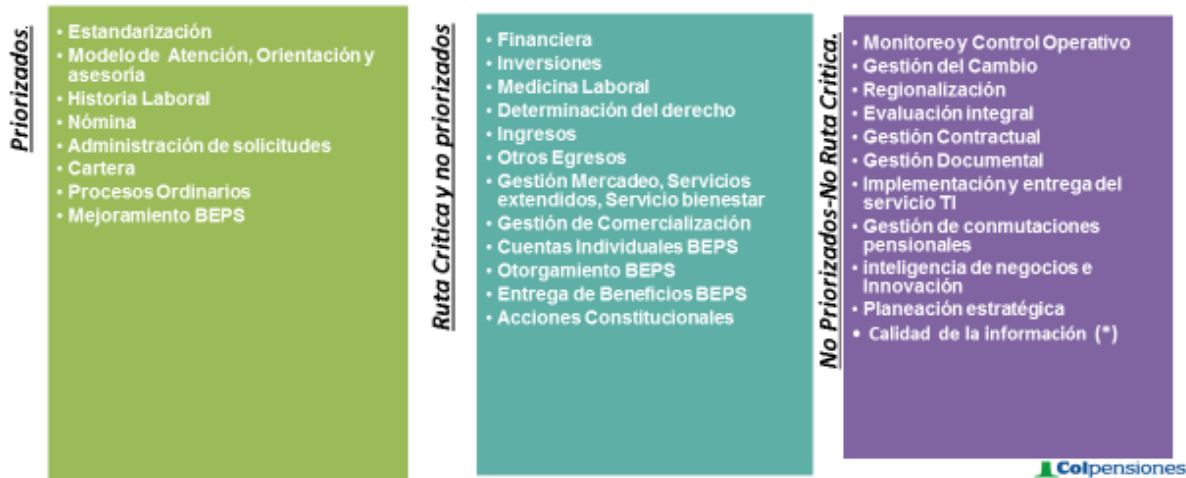 Priorizados.
• Estandarización
• Modelo de Atención, Orientación y
asesoría
• Historia Laboral
• Nómina
• Administración de solicitudes
• Cartera
• Procesos Ordinarios
• Mejoramiento BEPS
Ruta Critica y no priorizados
• Financiera
• Inversiones
• Medicina Laboral
• Determinación del derecho
• Ingresos
• Otros Egresos
• Gestión Mercadeo, Servicios
extendidos, Servicio bienestar
• Gestión de Comercialización
• Cuentas Individuales BEPS
• Otorgamiento BEPS
• Entrega de Beneficios BEPS
• Acciones Constitucionales
No Priorizados-No Ruta Critica.
• Monitoreo y Control Operativo
• Gestión del Cambio
• Regionalización
• Evaluación integral
• Gestión Contractual
• Gestión Documental
• Implementación y entrega del
servicio TI
• Gestión de conmutaciones
pensionales
• inteligencia de negocios e
Innovación
• Planeación estratégica
• Calidad de la información (*)
Colpensiones